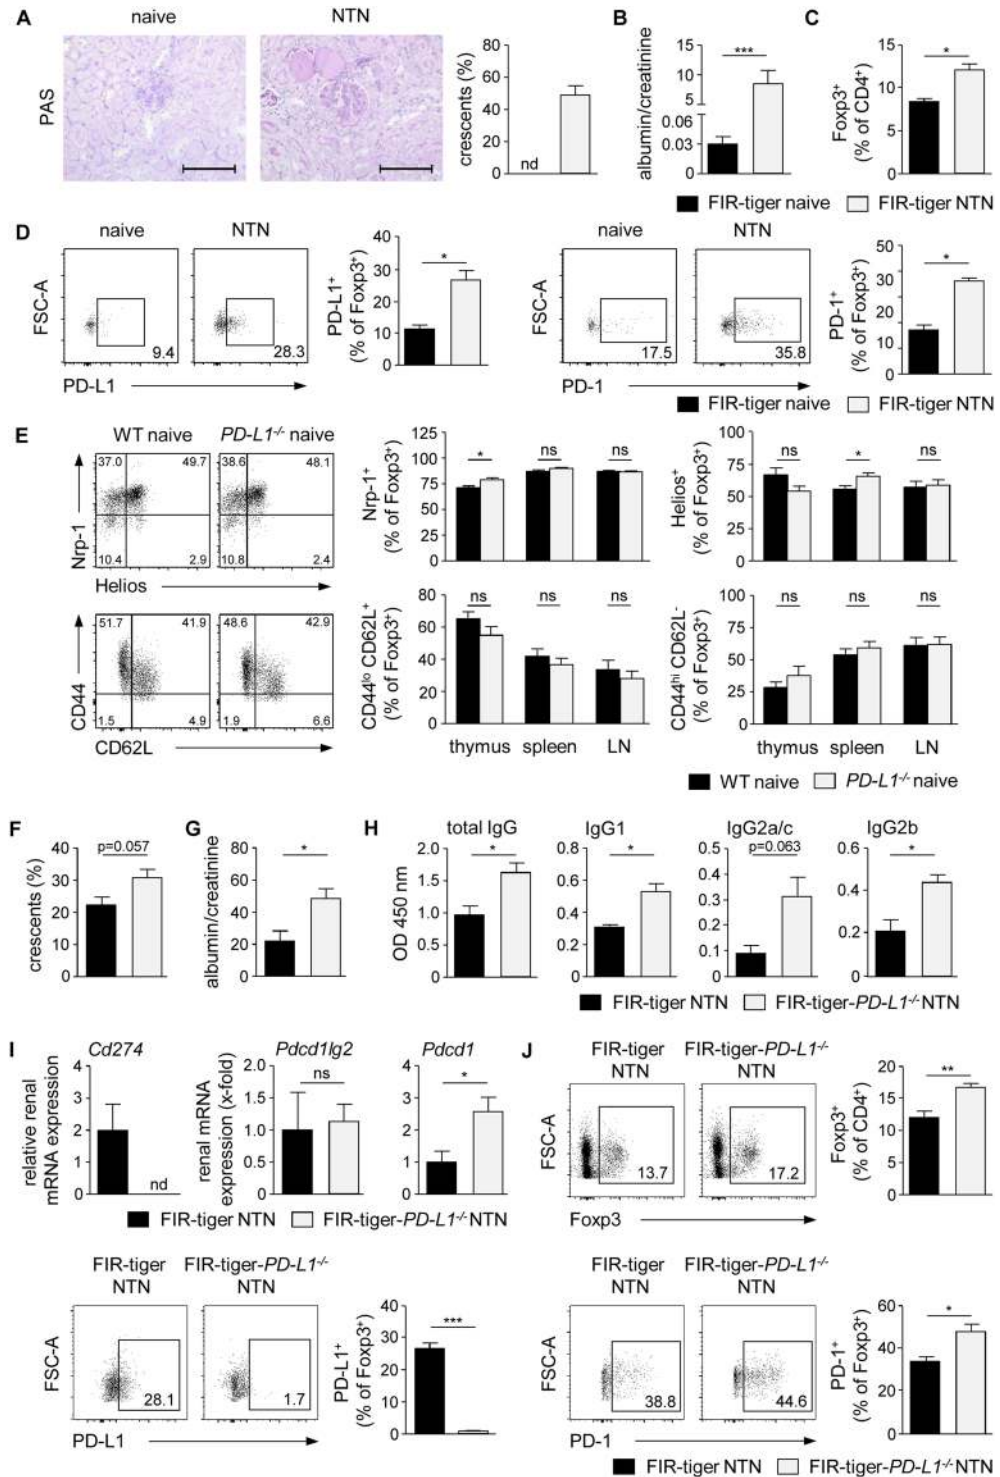 A
naive
NTN
PAS
crescents (%)
80
60
40
20
0
nd
B
albumin/creatinine
15
10
5
0.06
0.03
0
***
C
Foxp3+
(% of CD4+)
15
10
5
0
*
FIR-tiger naive
FIR-tiger NTN
FIR-tiger naive
FIR-tiger NTN
D
naive
NTN
FSC-A
9.4
28.3
PD-L1
PD-L1+
(% of Foxp3+)
40
30
20
10
0
*
naive
NTN
FSC-A
17.5
35.8
PD-1
PD-1+
(% of Foxp3+)
50
30
20
10
0
*
FIR-tiger naive
FIR-tiger NTN
E
WT naive
PD-L1-/- naive
Nrp-1
37.0 49.7
10.4 2.9
38.6 48.1
10.8 2.4
Helios
Nrp-1+
(% of Foxp3+)
125
100
75
50
25
0
*
ns
ns
Helios+
(% of Foxp3+)
100
75
50
25
0
ns
*
ns
CD44
51.7 41.9
1.5 4.9
48.6 42.9
1.9 6.6
CD62L
CD44lo CD62L+
(% of Foxp3+)
80
60
40
20
0
ns
ns
ns
thymus spleen LN
CD44hi CD62L-
(% of Foxp3+)
100
75
50
25
0
ns
ns
ns
thymus spleen LN
WT naive
PD-L1-/- naive
F
crescents (%)
40
30
20
10
0
p=0.057
G
albumin/creatinine
80
60
40
20
0
*
H
total IgG
OD 450 nm
2.0
1.5
1.0
0.5
0
*
IgG1
0.8
0.6
0.4
0.2
0
*
IgG2a/c
0.5
0.4
0.3
0.2
0.1
0
p=0.063
IgG2b
0.6
0.4
0.2
0
*
FIR-tiger NTN
FIR-tiger-PD-L1-/- NTN
I
Cd274
relative renal
mRNA expression
4
3
2
1
0
nd
Pdcd1lg2
renal mRNA
expression (x-fold)
2.0
1.5
1.0
0.5
0
ns
Pdcd1
4
3
2
1
0
*
FIR-tiger NTN
FIR-tiger-PD-L1-/- NTN
J
FIR-tiger
NTN
FIR-tiger-PD-L1-/-
NTN
FSC-A
13.7
17.2
Foxp3
Foxp3+
(% of CD4+)
20
15
10
5
0
**
FIR-tiger
NTN
FIR-tiger-PD-L1-/-
NTN
FSC-A
28.1
1.7
PD-L1
PD-L1+
(% of Foxp3+)
40
30
20
10
0
***
FIR-tiger
NTN
FIR-tiger-PD-L1-/-
NTN
FSC-A
38.8
44.6
PD-1
PD-1+
(% of Foxp3+)
60
40
20
0
*
FIR-tiger NTN
FIR-tiger-PD-L1-/- NTN